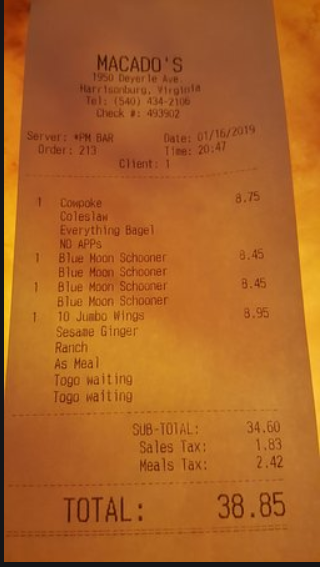 MACADO'S
1950 Deyerle Ave.
Harrisonburg, Virginia
Tel: (540) 434-2106
Check #: 493902
Server: *PM BAR Date: 01/16/2019
Order: 213 Time: 20:47
Client: 1
1 Cowpoke 8.75
Coleslaw
Everything Bagel
NO APPs
1 Blue Moon Schooner 8.45
Blue Moon Schooner
1 Blue Moon Schooner 8.45
Blue Moon Schooner
1 10 Jumbo Wings 8.95
Sesame Ginger
Ranch
As Meal
Togo waiting
Togo waiting
SUB-TOTAL: 34.60
Sales Tax: 1.83
Meals Tax: 2.42
TOTAL: 38.85